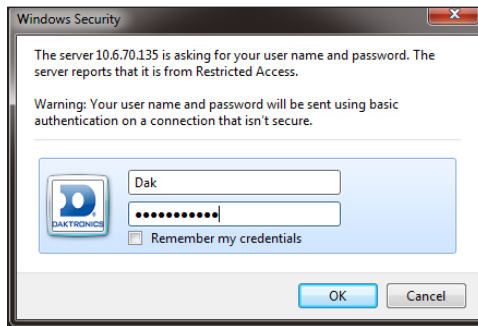 Windows Security
The server 10.6.70.135 is asking for your user name and password. The
server reports that it is from Restricted Access.
Warning: Your user name and password will be sent using basic
authentication on a connection that isn't secure.
Dak
●●●●●●●●●●●
DAKTRONICS
Remember my credentials
OK
Cancel